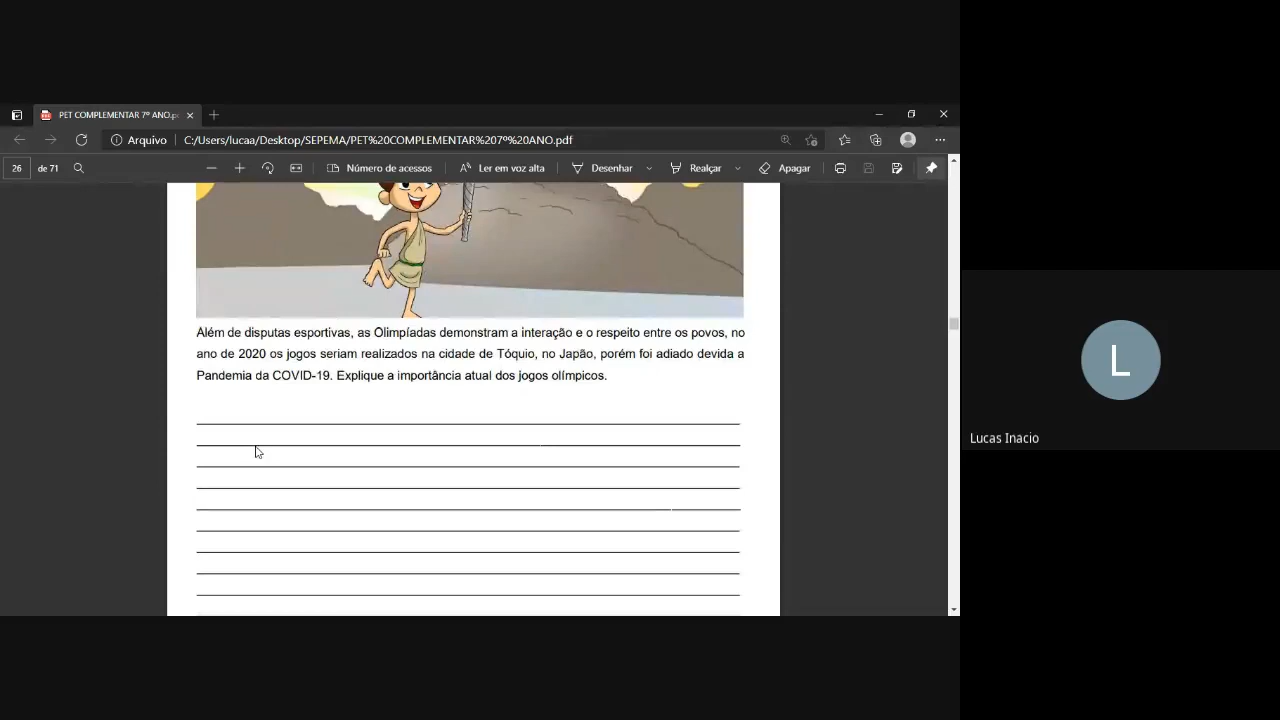 PET COMPLEMENTAR 7º ANO.p
Arquivo
C:/Users/lucaa/Desktop/SEPEMA/PET%20COMPLEMENTAR%207º%20ANO.pdf
26
de 71
Número de acessos
Ler em voz alta
Desenhar
Realçar
Apagar
Além de disputas esportivas, as Olimpíadas demonstram a interação e o respeito entre os povos, no
ano de 2020 os jogos seriam realizados na cidade de Tóquio, no Japão, porém foi adiado devida a
Pandemia da COVID-19. Explique a importância atual dos jogos olímpicos.
L
Lucas Inacio